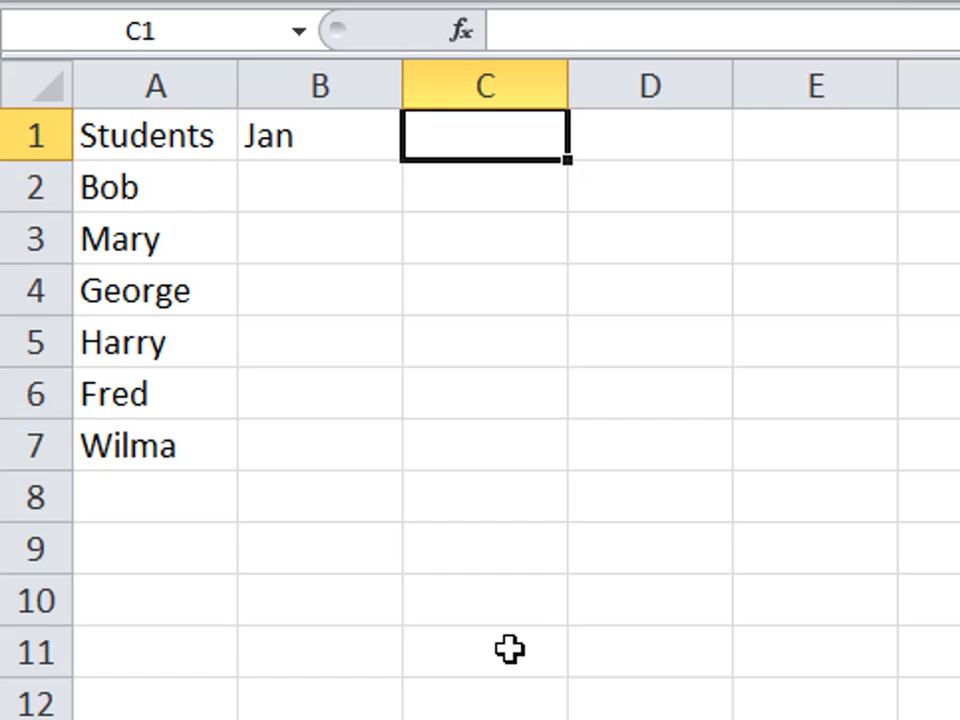 C1 fx
A B C D E
1 Students Jan
2 Bob
3 Mary
4 George
5 Harry
6 Fred
7 Wilma
8
9
10
11
12